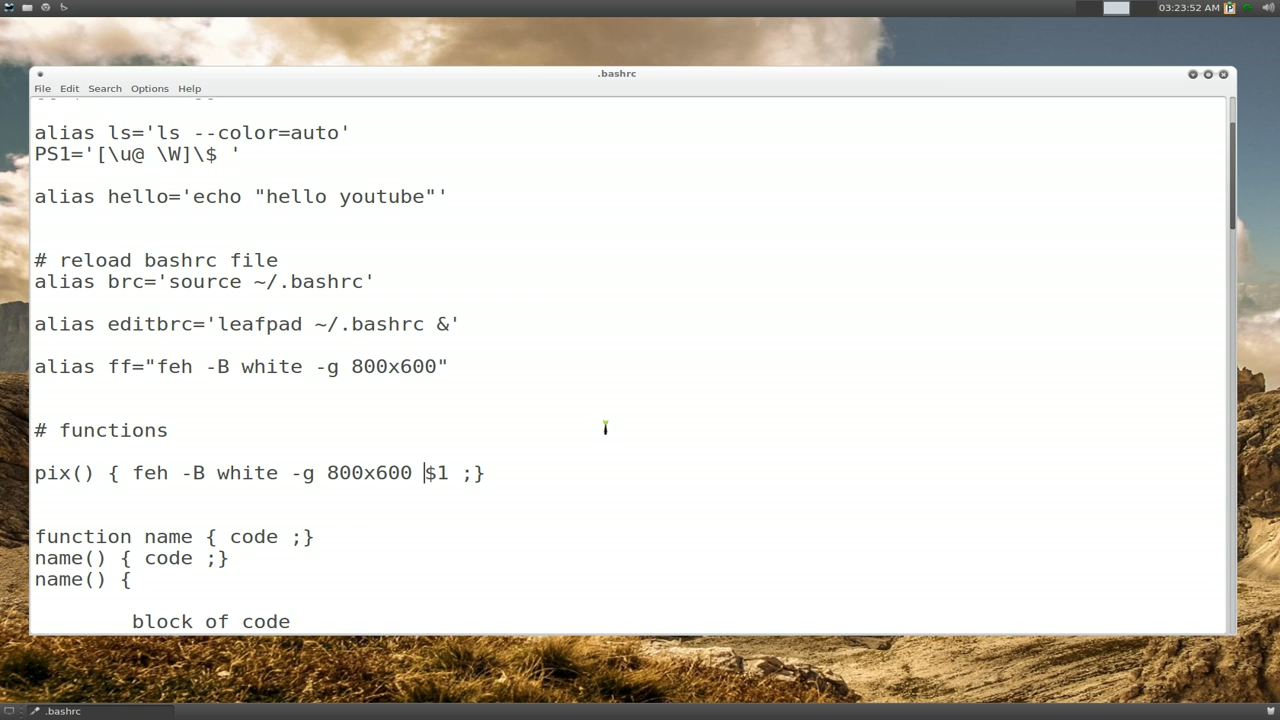 03:23:52 AM
.bashrc
File Edit Search Options Help
alias ls='ls --color=auto'
PS1='[\u@ \W]\$ '
alias hello='echo "hello youtube"'
# reload bashrc file
alias brc='source ~/.bashrc'
alias editbrc='leafpad ~/.bashrc &'
alias ff="feh -B white -g 800x600"
# functions
pix() { feh -B white -g 800x600 $1 ;}
function name { code ;}
name() { code ;}
name() {
block of code
.bashrc